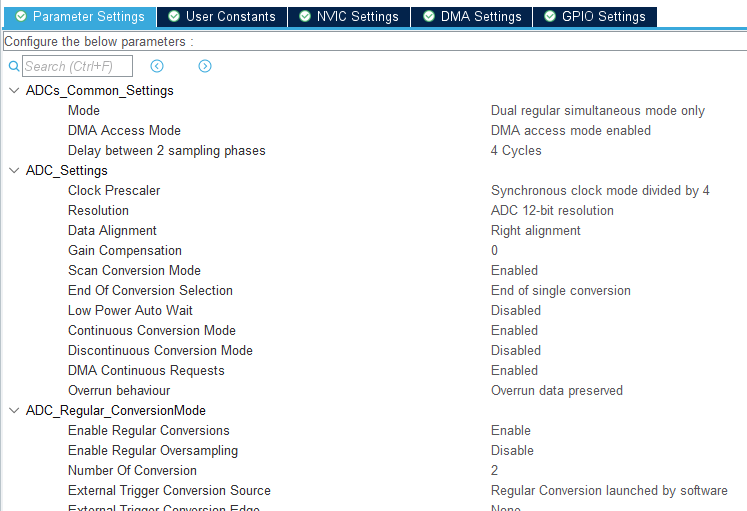 Parameter Settings User Constants NVIC Settings DMA Settings GPIO Settings
Configure the below parameters :
Search (Ctrl+F)
ADCs_Common_Settings
Mode Dual regular simultaneous mode only
DMA Access Mode DMA access mode enabled
Delay between 2 sampling phases 4 Cycles
ADC_Settings
Clock Prescaler Synchronous clock mode divided by 4
Resolution ADC 12-bit resolution
Data Alignment Right alignment
Gain Compensation 0
Scan Conversion Mode Enabled
End Of Conversion Selection End of single conversion
Low Power Auto Wait Disabled
Continuous Conversion Mode Enabled
Discontinuous Conversion Mode Disabled
DMA Continuous Requests Enabled
Overrun behaviour Overrun data preserved
ADC_Regular_ConversionMode
Enable Regular Conversions Enable
Enable Regular Oversampling Disable
Number Of Conversion 2
External Trigger Conversion Source Regular Conversion launched by software
External Trigger Conversion Edge None